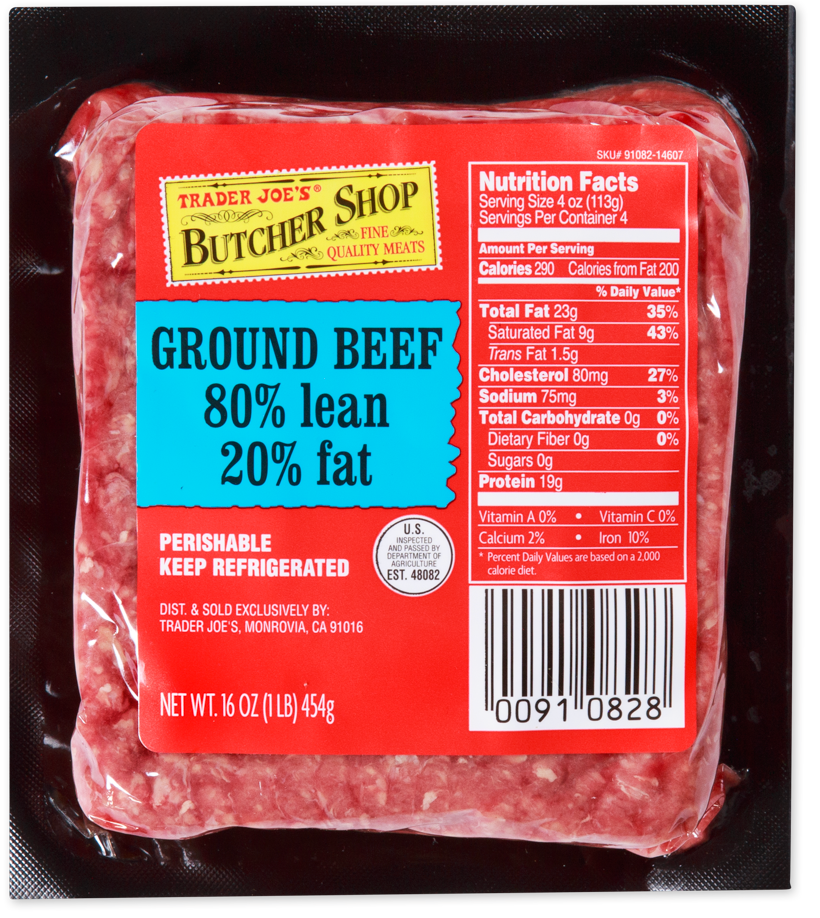 SKU# 91082-14607
TRADER JOE'S®
BUTCHER SHOP
FINE
QUALITY MEATS
GROUND BEEF
80% lean
20% fat
PERISHABLE
KEEP REFRIGERATED
U.S.
INSPECTED
AND PASSED BY
DEPARTMENT OF
AGRICULTURE
EST. 48082
DIST. & SOLD EXCLUSIVELY BY:
TRADER JOE'S, MONROVIA, CA 91016
NET WT. 16 OZ (1 LB) 454g
Nutrition Facts
Serving Size 4 oz (113g)
Servings Per Container 4
Amount Per Serving
Calories 290 Calories from Fat 200
% Daily Value*
Total Fat 23g 35%
Saturated Fat 9g 43%
Trans Fat 1.5g
Cholesterol 80mg 27%
Sodium 75mg 3%
Total Carbohydrate 0g 0%
Dietary Fiber 0g 0%
Sugars 0g
Protein 19g
Vitamin A 0% • Vitamin C 0%
Calcium 2% • Iron 10%
* Percent Daily Values are based on a 2,000
calorie diet.
0091 0828